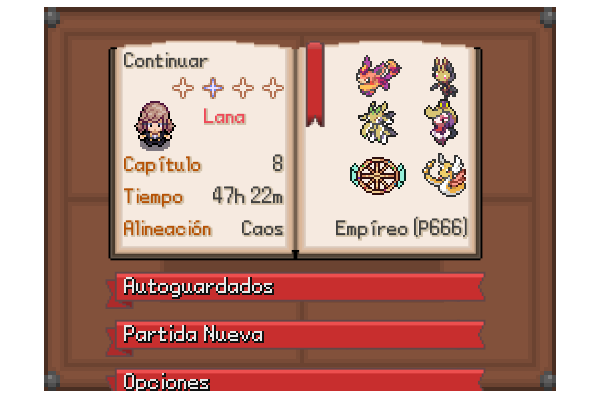 Continuar
Lana
Capítulo 8
Tiempo 47h 22m
Alineación Caos
Empíreo (P666)
Autoguardados
Partida Nueva
Opciones